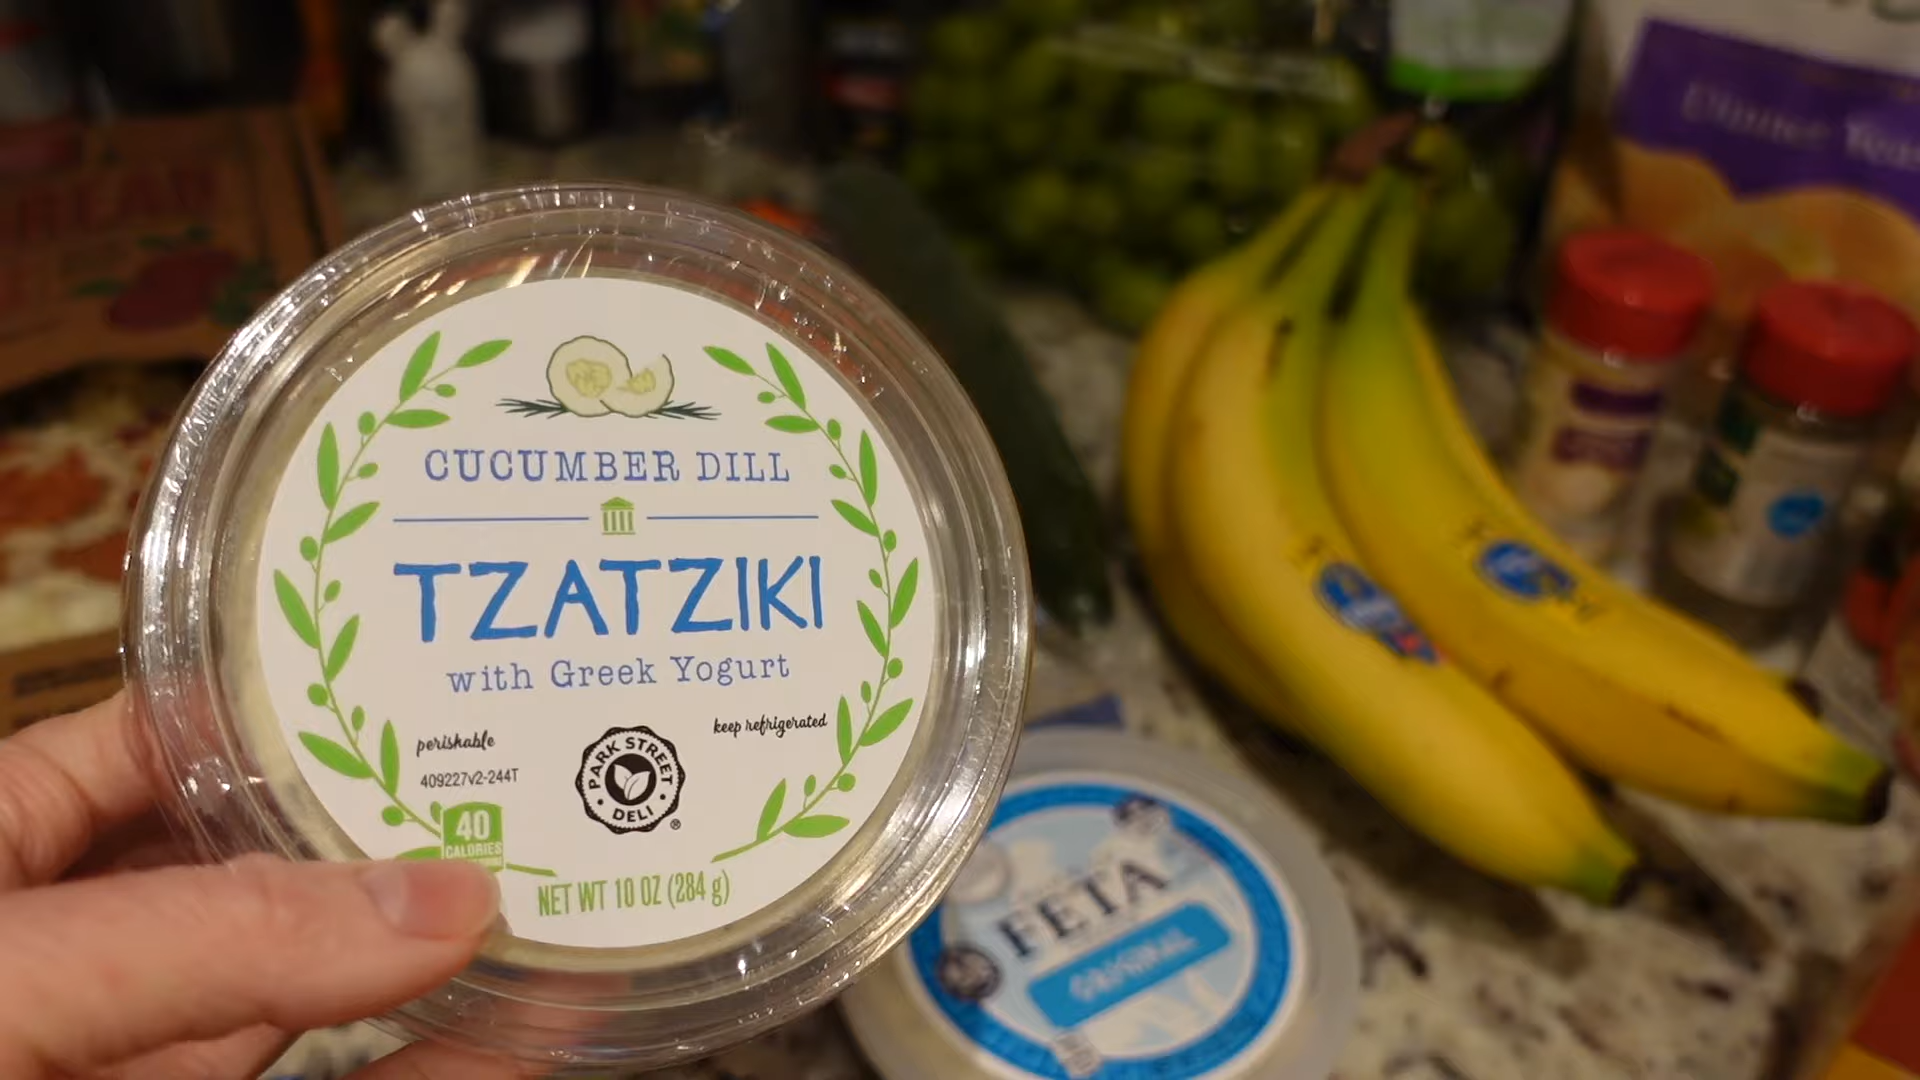 CUCUMBER DILL
TZATZIKI
with Greek Yogurt
perishable
keep refrigerated
409227v2-244T
PARK STREET
DELI
®
40
CALORIES
NET WT 10 OZ (284 g)
FETA
ORIGINAL
Dinner